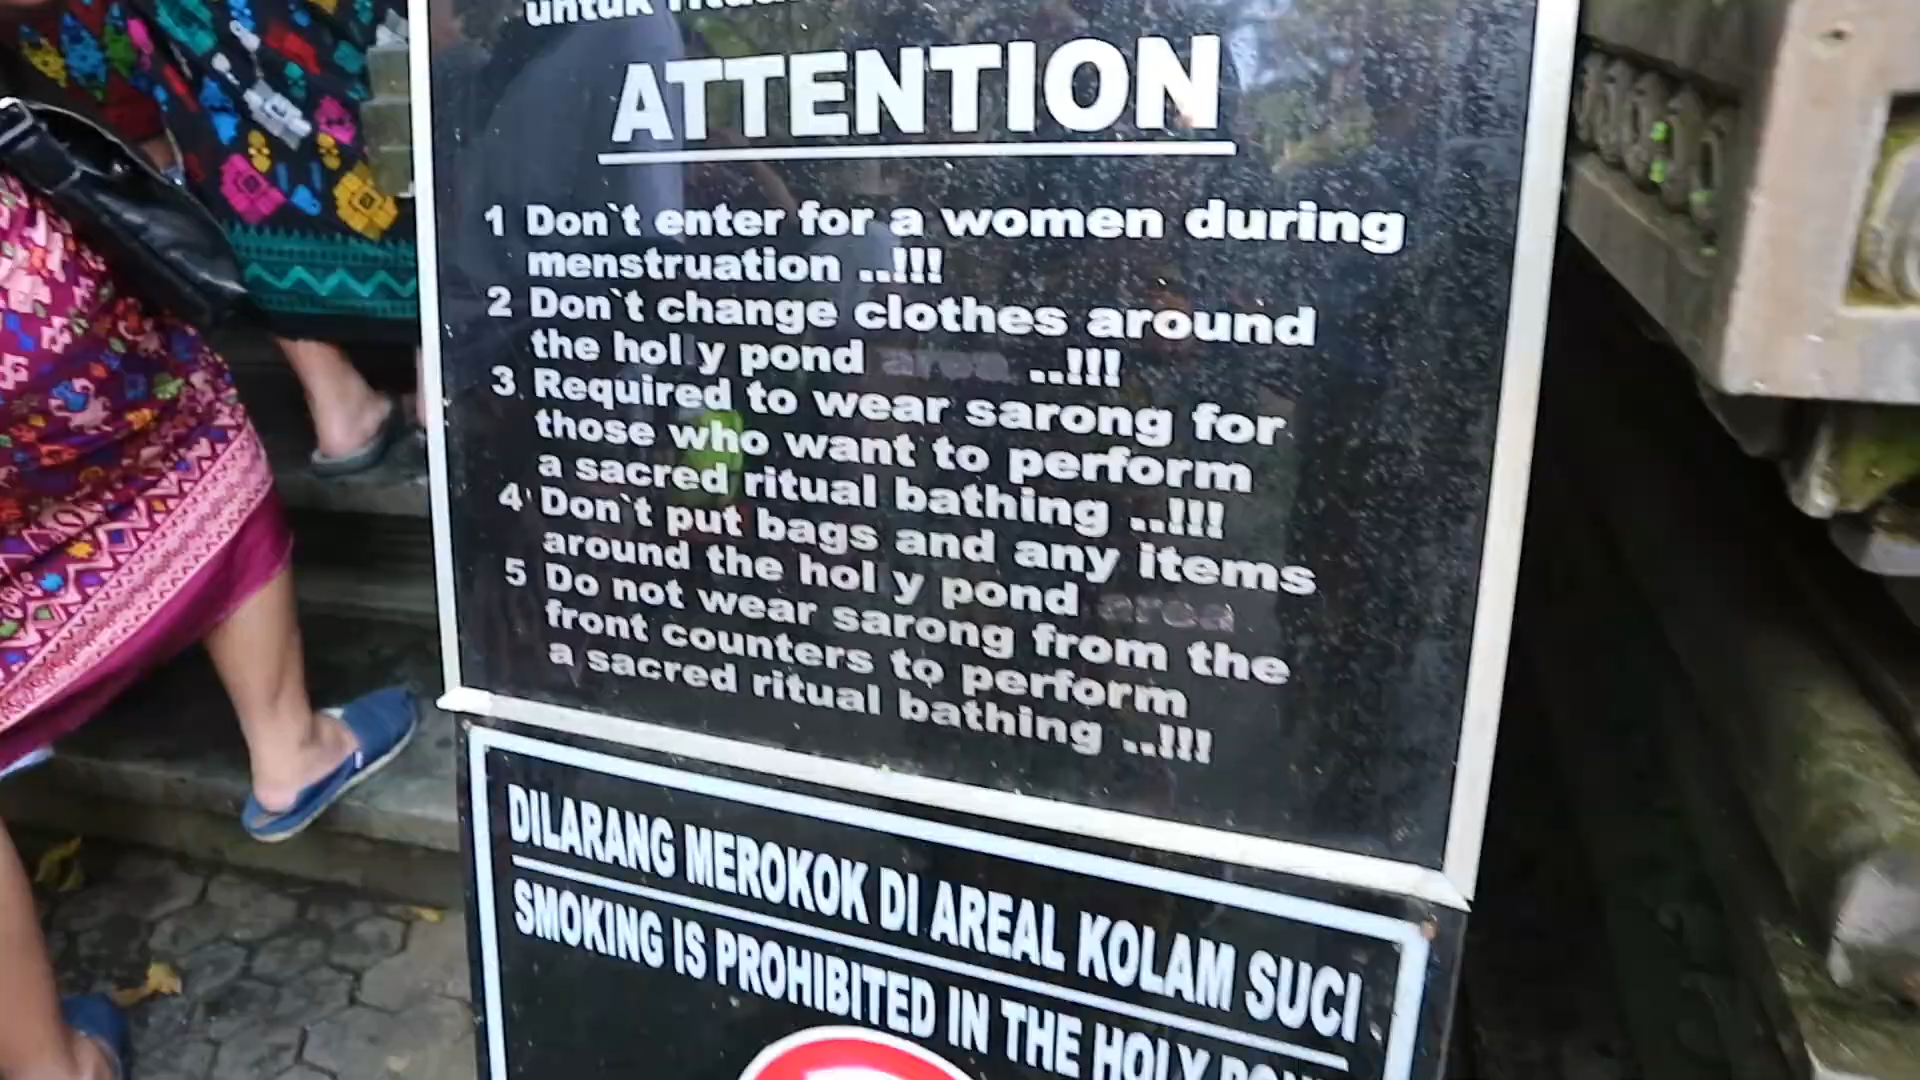 untuk
ATTENTION
1 Don`t enter for a women during
menstruation ..!!!
2 Don`t change clothes around
the hol y pond area ..!!!
3. Required to wear sarong for
those who want to perform
a sacred ritual bathing ..!!!
4 Don`t put bags and any items
around the hol y pond area
5 Do not wear sarong from the
front counters to perform
a sacred ritual bathing ..!!!
DILARANG MEROKOK DI AREAL KOLAM SUCI
SMOKING IS PROHIBITED IN THE HOLY